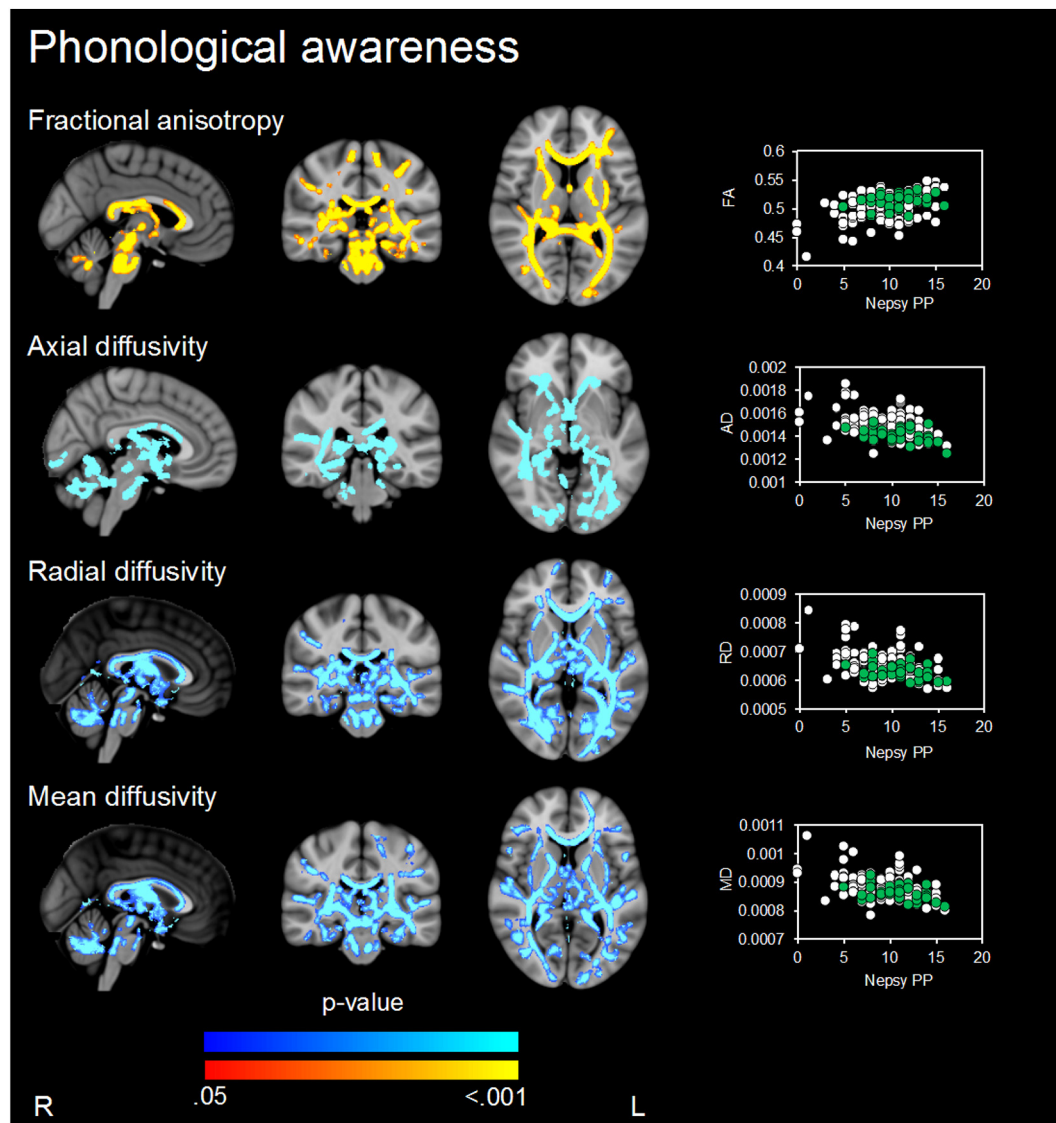 Phonological awareness
Fractional anisotropy
0.6
0.55
0.5
0.45
0.4
FA
0 5 10 15 20
Nepsy PP
Axial diffusivity
0.002
0.0018
0.0016
0.0014
0.0012
0.001
AD
0 5 10 15 20
Nepsy PP
Radial diffusivity
0.0009
0.0008
0.0007
0.0006
0.0005
RD
0 5 10 15 20
Nepsy PP
Mean diffusivity
0.0011
0.001
0.0009
0.0008
0.0007
MD
0 5 10 15 20
Nepsy PP
p-value
.05 <.001
R L